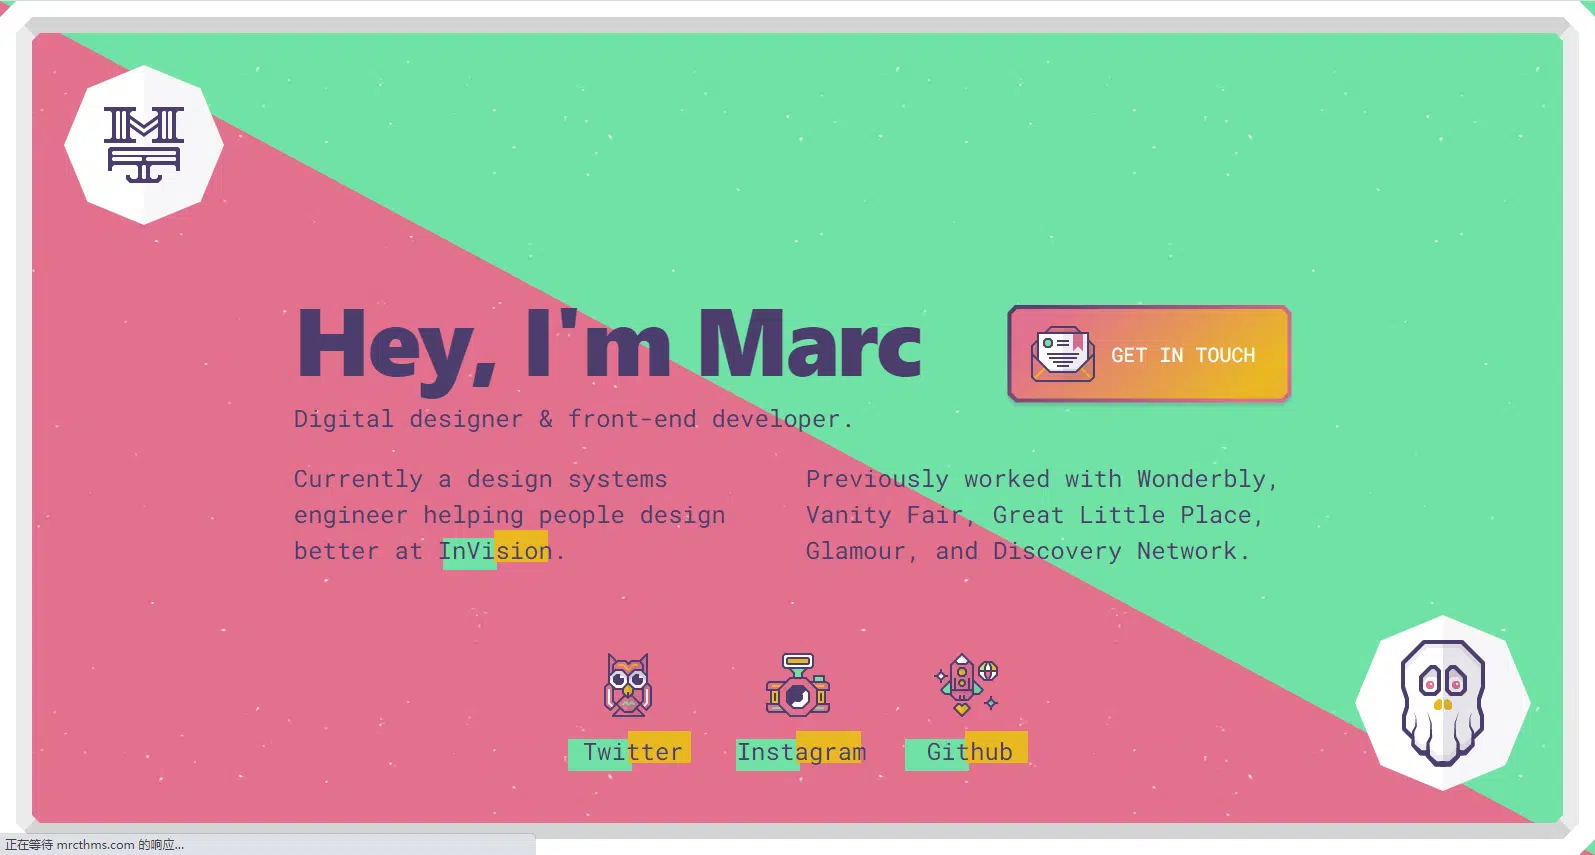 MT
Hey, I'm Marc
GET IN TOUCH
Digital designer & front-end developer.
Currently a design systems
engineer helping people design
better at InVision.
Previously worked with Wonderbly,
Vanity Fair, Great Little Place,
Glamour, and Discovery Network.
Twitter
Instagram
Github
正在等待 mrcthms.com 的响应...